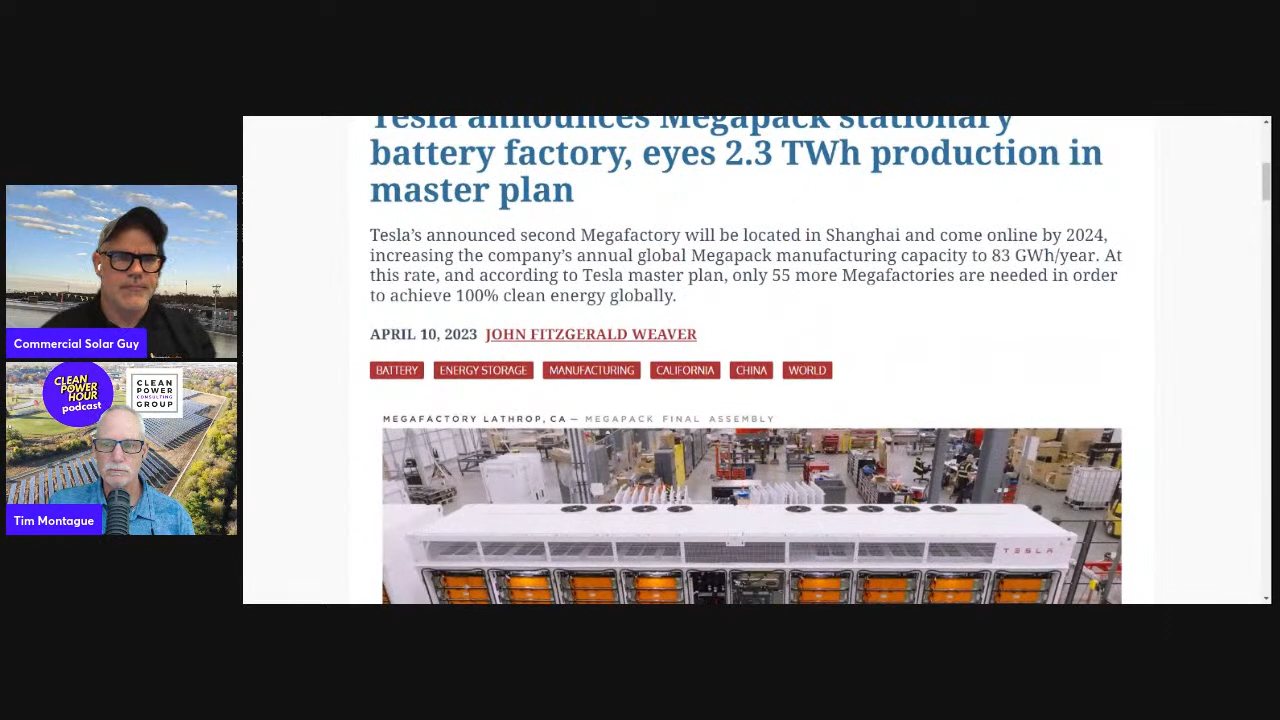 Tesla announces Megapack stationary
battery factory, eyes 2.3 TWh production in
master plan
Tesla’s announced second Megafactory will be located in Shanghai and come online by 2024,
increasing the company’s annual global Megapack manufacturing capacity to 83 GWh/year. At
this rate, and according to Tesla master plan, only 55 more Megafactories are needed in order
to achieve 100% clean energy globally.
APRIL 10, 2023 JOHN FITZGERALD WEAVER
BATTERY ENERGY STORAGE MANUFACTURING CALIFORNIA CHINA WORLD
MEGAFACTORY LATHROP, CA — MEGAPACK FINAL ASSEMBLY
TESLA
Commercial Solar Guy
CLEAN
POWER
HOUR
podcast
CLEAN
POWER
CONSULTING
GROUP
Tim Montague